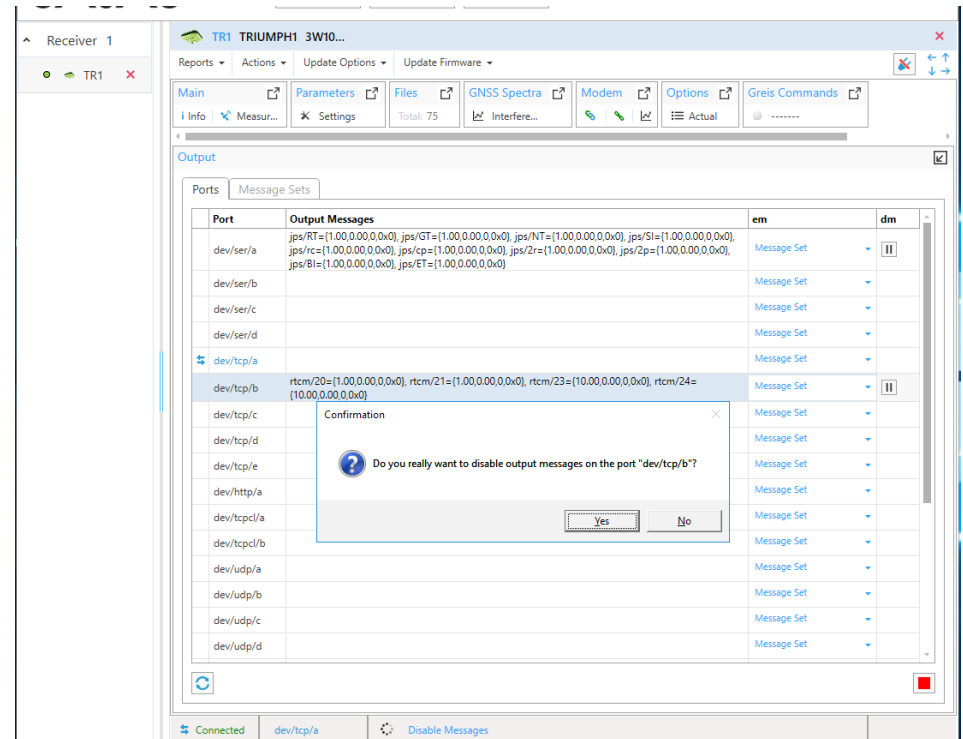 Receiver 1
TR1
TR1 TRIUMPH1 3W10...
Reports Actions Update Options Update Firmware
Main Parameters Files GNSS Spectra Modem Options Greis Commands
i Info Measur... Settings Total: 75 Interfere... Actual -------
Output
Ports Message Sets
Port Output Messages em dm
jps/RT={1.00,0.00,0,0x0}, jps/GT={1.00,0.00,0,0x0}, jps/NT={1.00,0.00,0,0x0}, jps/SI={1.00,0.00,0,0x0},
dev/ser/a jps/rc={1.00,0.00,0,0x0}, jps/cp={1.00,0.00,0,0x0}, jps/2r={1.00,0.00,0,0x0}, jps/2p={1.00,0.00,0,0x0}, Message Set
jps/BI={1.00,0.00,0,0x0}, jps/ET={1.00,0.00,0,0x0}
dev/ser/b Message Set
dev/ser/c Message Set
dev/ser/d Message Set
dev/tcp/a Message Set
dev/tcp/b rtcm/20={1.00,0.00,0,0x0}, rtcm/21={1.00,0.00,0,0x0}, rtcm/23={10.00,0.00,0,0x0}, rtcm/24= Message Set
{10.00,0.00,0,0x0}
dev/tcp/c Message Set
dev/tcp/d Message Set
dev/tcp/e Message Set
dev/http/a Message Set
dev/tcpcl/a Message Set
dev/tcpcl/b Message Set
dev/udp/a Message Set
dev/udp/b Message Set
dev/udp/c Message Set
dev/udp/d Message Set
Confirmation
Do you really want to disable output messages on the port "dev/tcp/b"?
Yes No
Connected dev/tcp/a Disable Messages